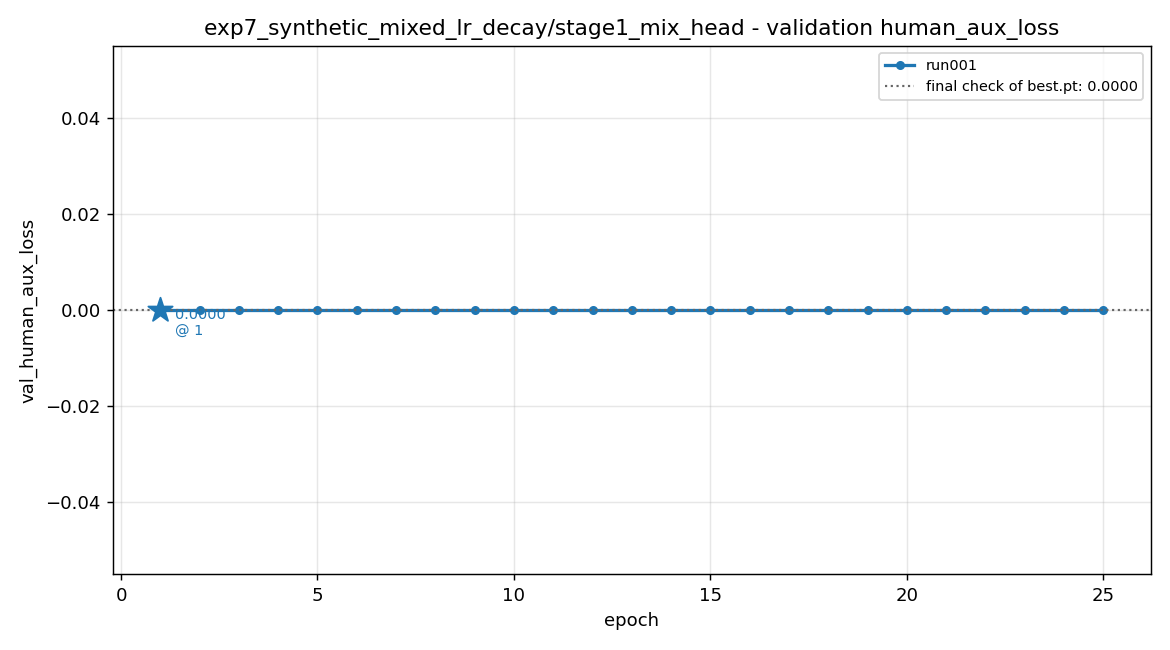 exp7_synthetic_mixed_lr_decay/stage1_mix_head - validation human_aux_loss
run001
final check of best.pt: 0.0000
val_human_aux_loss
0.04
0.02
0.00
−0.02
−0.04
0.0000
@ 1
0
5
10
15
20
25
epoch